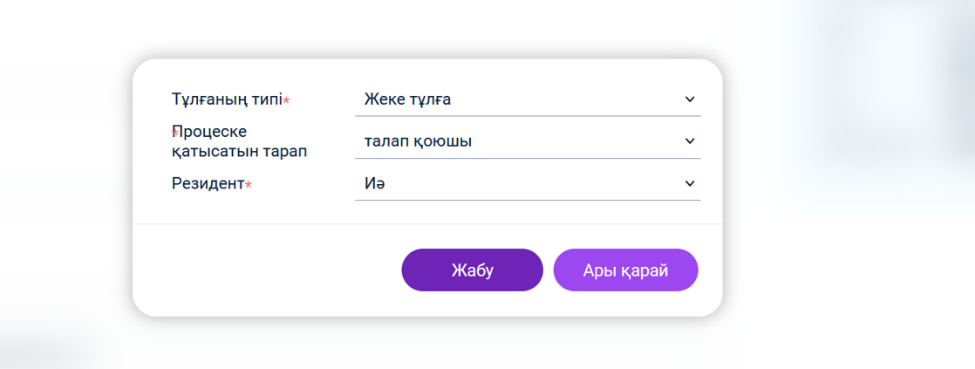 Тұлғаның типі* Жеке тұлға
*Процеске
қатысатын тарап талап қоюшы
Резидент* Иә
Жабу Ары қарай